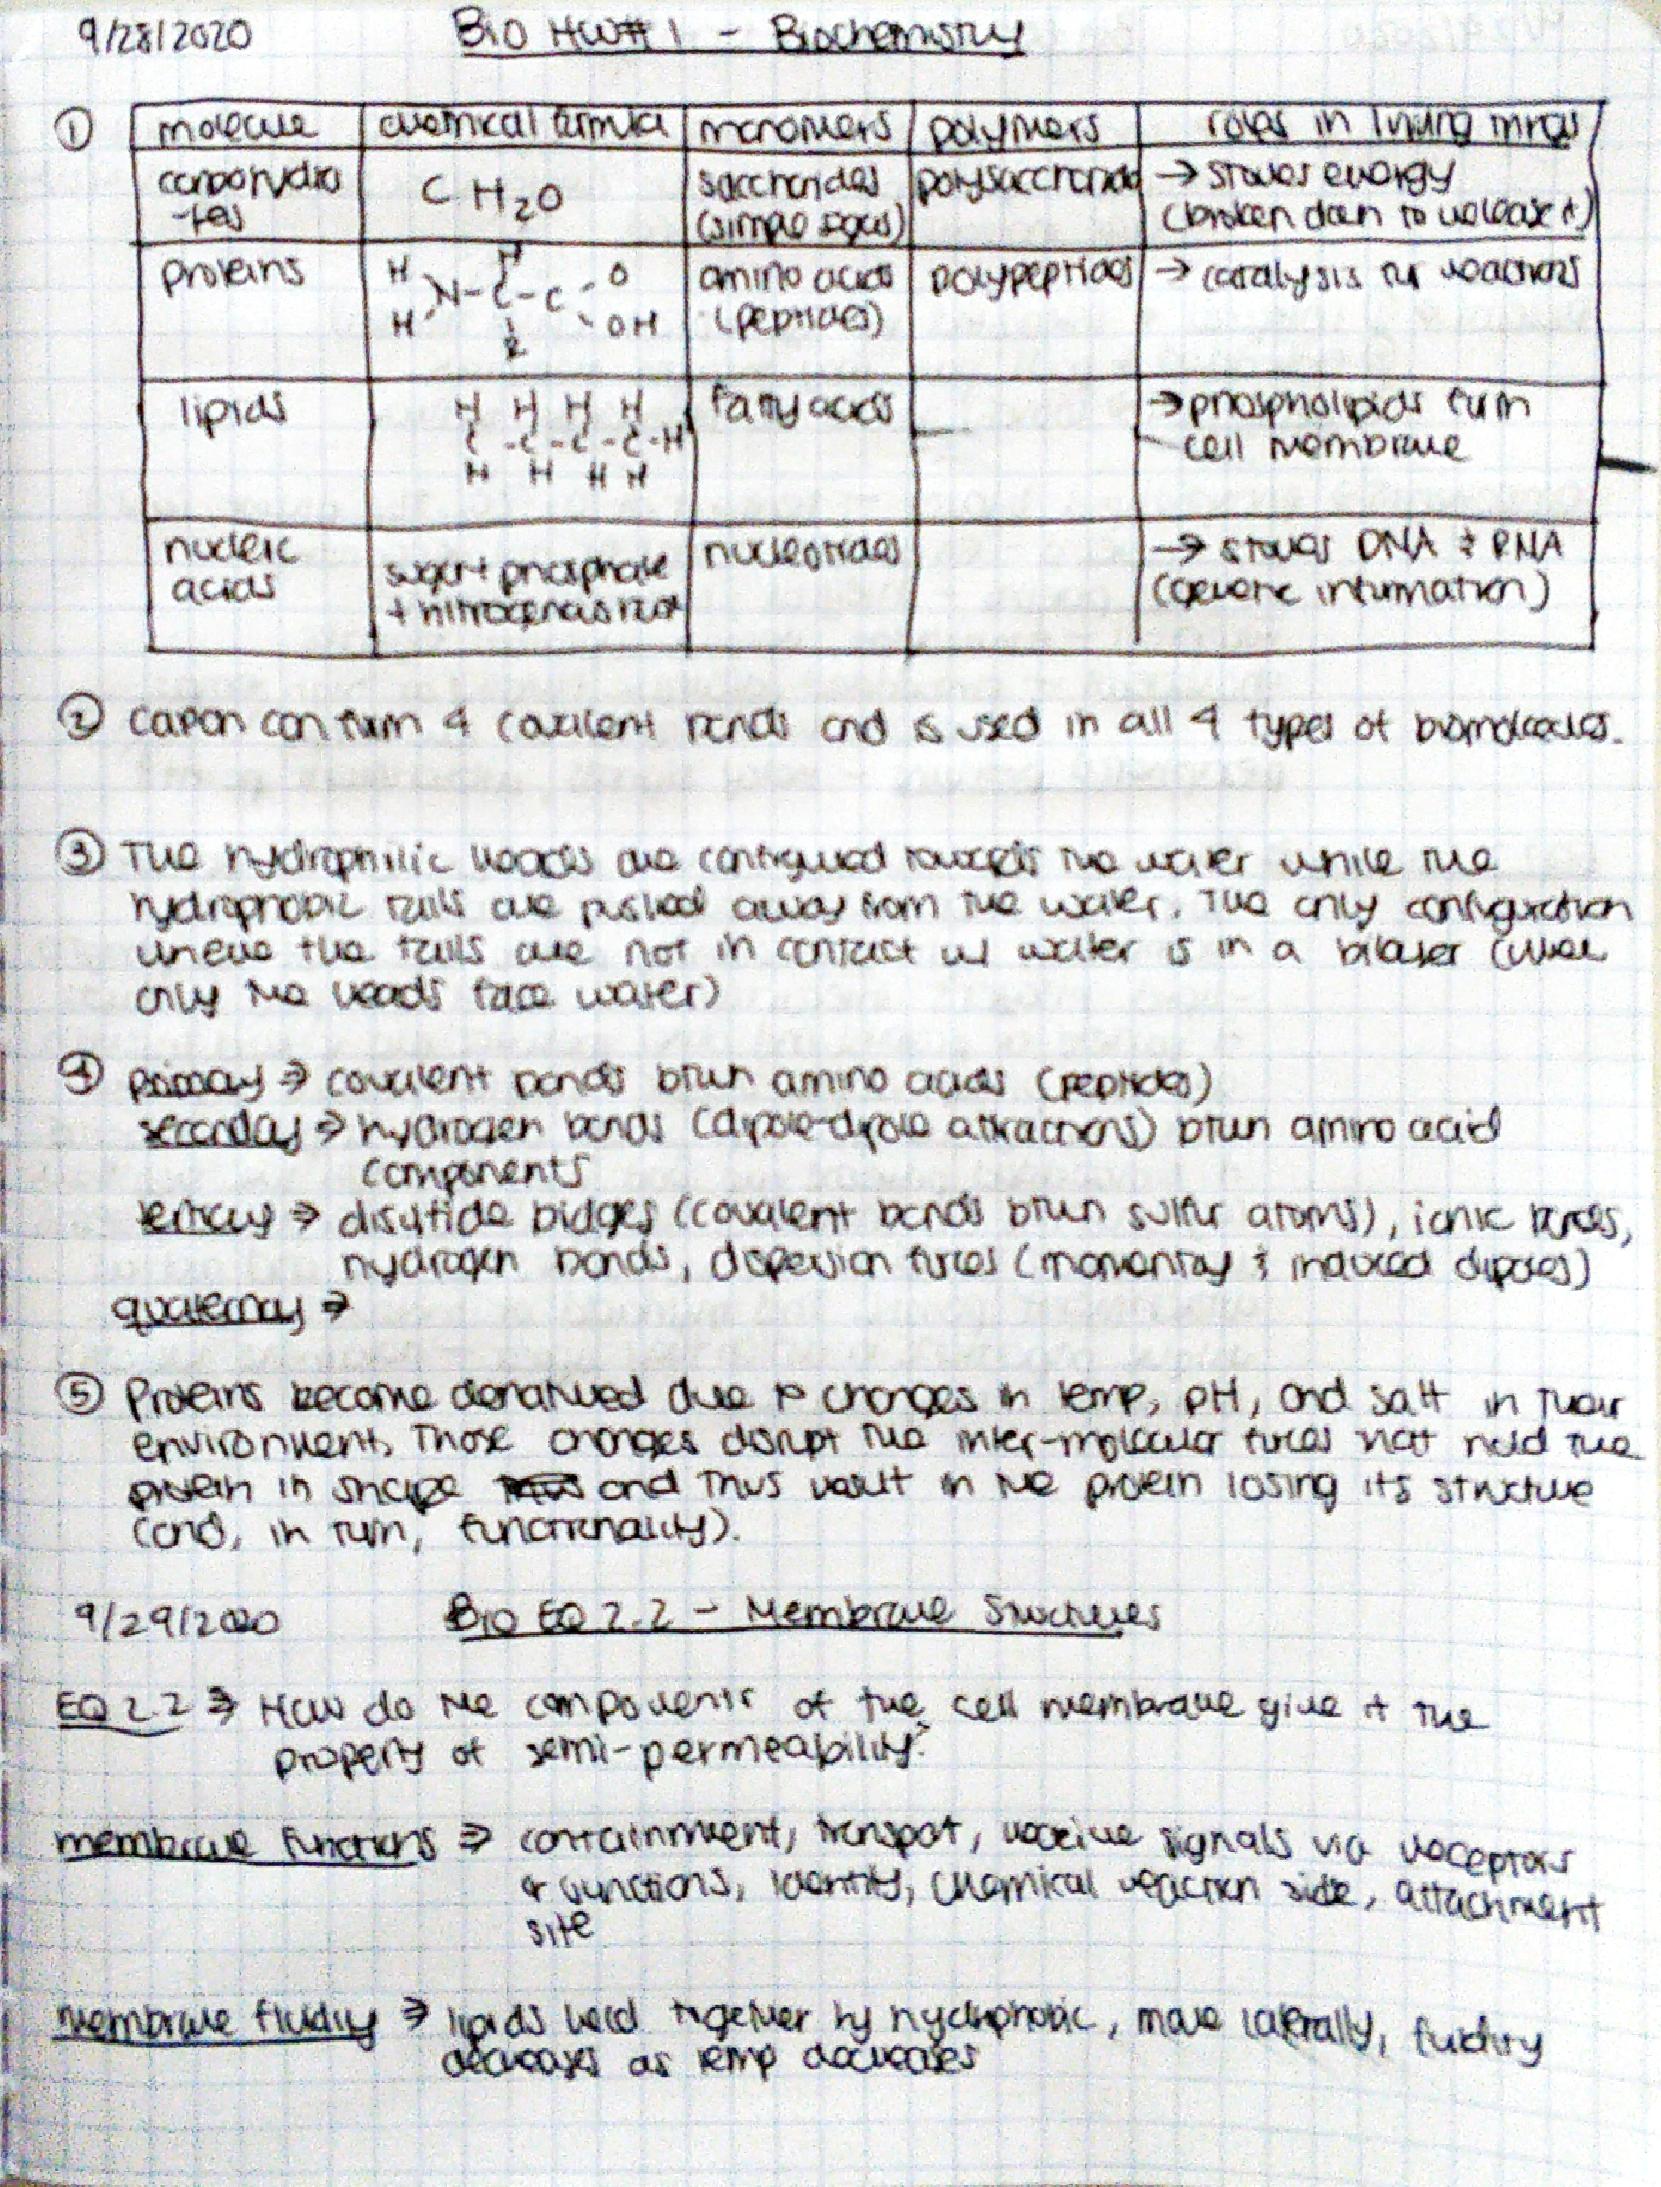 9/28/2020 Bio HW#1 - Biochemistry
① molecule chemical formula monomers polymers roles in living things
carbohydra
-tes
C H₂O
saccharides
(simple sugars)
polysaccharide
→ stores energy
(broken down to release it)
proteins
H H O
N-C-C
H R OH
amino acids
(peptides)
polypeptides
→ catalysis for reactions
lipids
H H H H
C-C-C-C-H
H H H H
fatty acids
—
→ phospholipids form
cell membrane
nucleic
acids
sugar + phosphate
+ nitrogenous
nucleotides
→ stores DNA & RNA
(genetic information)
② carbon can form 4 covalent bonds and is used in all 4 types of biomolecules.
③ The hydrophilic heads are configured towards the water while the
hydrophobic tails are pushed away from the water. The only configuration
where the tails are not in contact w/ water is in a bilayer (where
only the heads face water)
④ primary ⇒ covalent bonds btwn amino acids (peptides)
secondary ⇒ hydrogen bonds (dipole-dipole attractions) btwn amino acid
components
tertiary ⇒ disulfide bidges (covalent bonds btwn sulfur atoms), ionic bonds,
hydrogen bonds, dispersion forces (momentary & induced dipoles)
quaternary ⇒
⑤ Proteins become denatured due to changes in temp, pH, and salt in their
environment. Those changes disrupt the inter-molecular forces that hold the
protein in shape and thus result in the protein losing its structure
(and, in turn, functionality).
9/29/2020 Bio EQ 2.2 - Membrane Structures
EQ 2.2 ⇒ How do the components of the cell membrane give it the
property of semi-permeability?
membrane functions ⇒ containment, transport, receive signals via receptors
& junctions, identity, chemical reaction side, attachment
site
membrane fluidity ⇒ lipids held together by hydrophobic, move laterally, fluidity
decreases as temp decreases